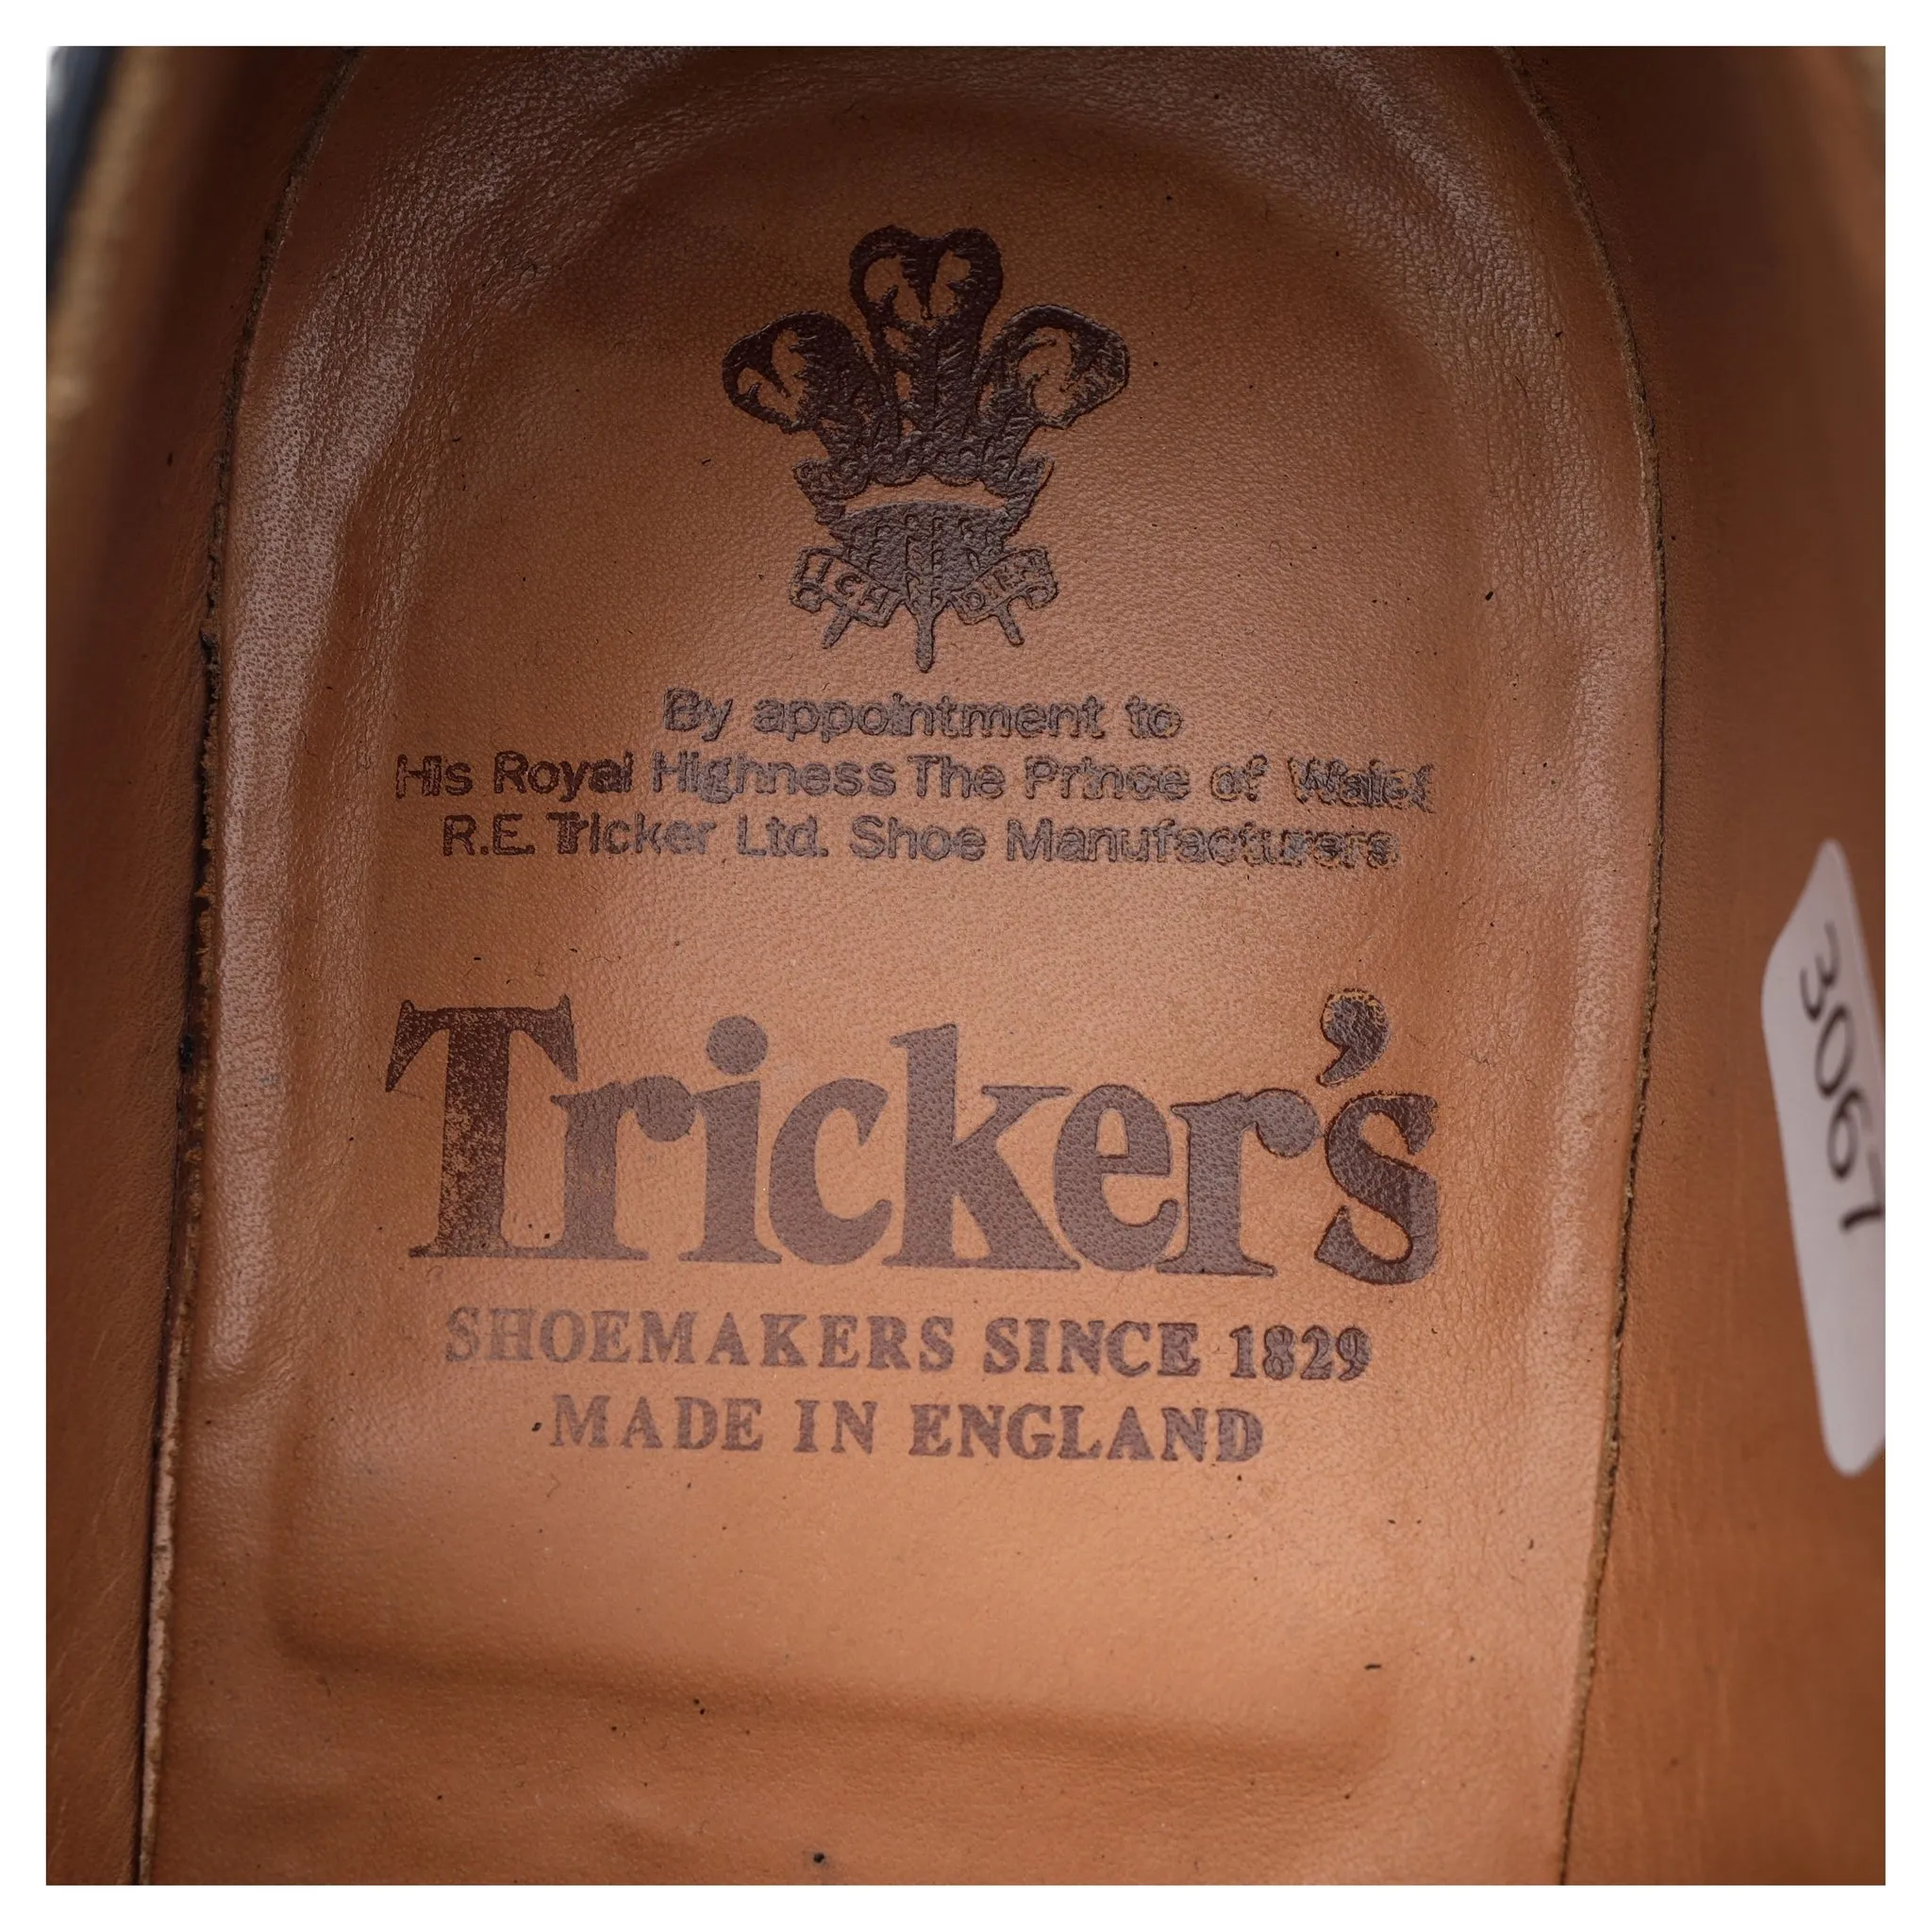 ICH DIEN
By appointment to
His Royal Highness The Prince of Wales
R.E. Tricker Ltd. Shoe Manufacturers
Tricker's
SHOEMAKERS SINCE 1829
MADE IN ENGLAND
3067